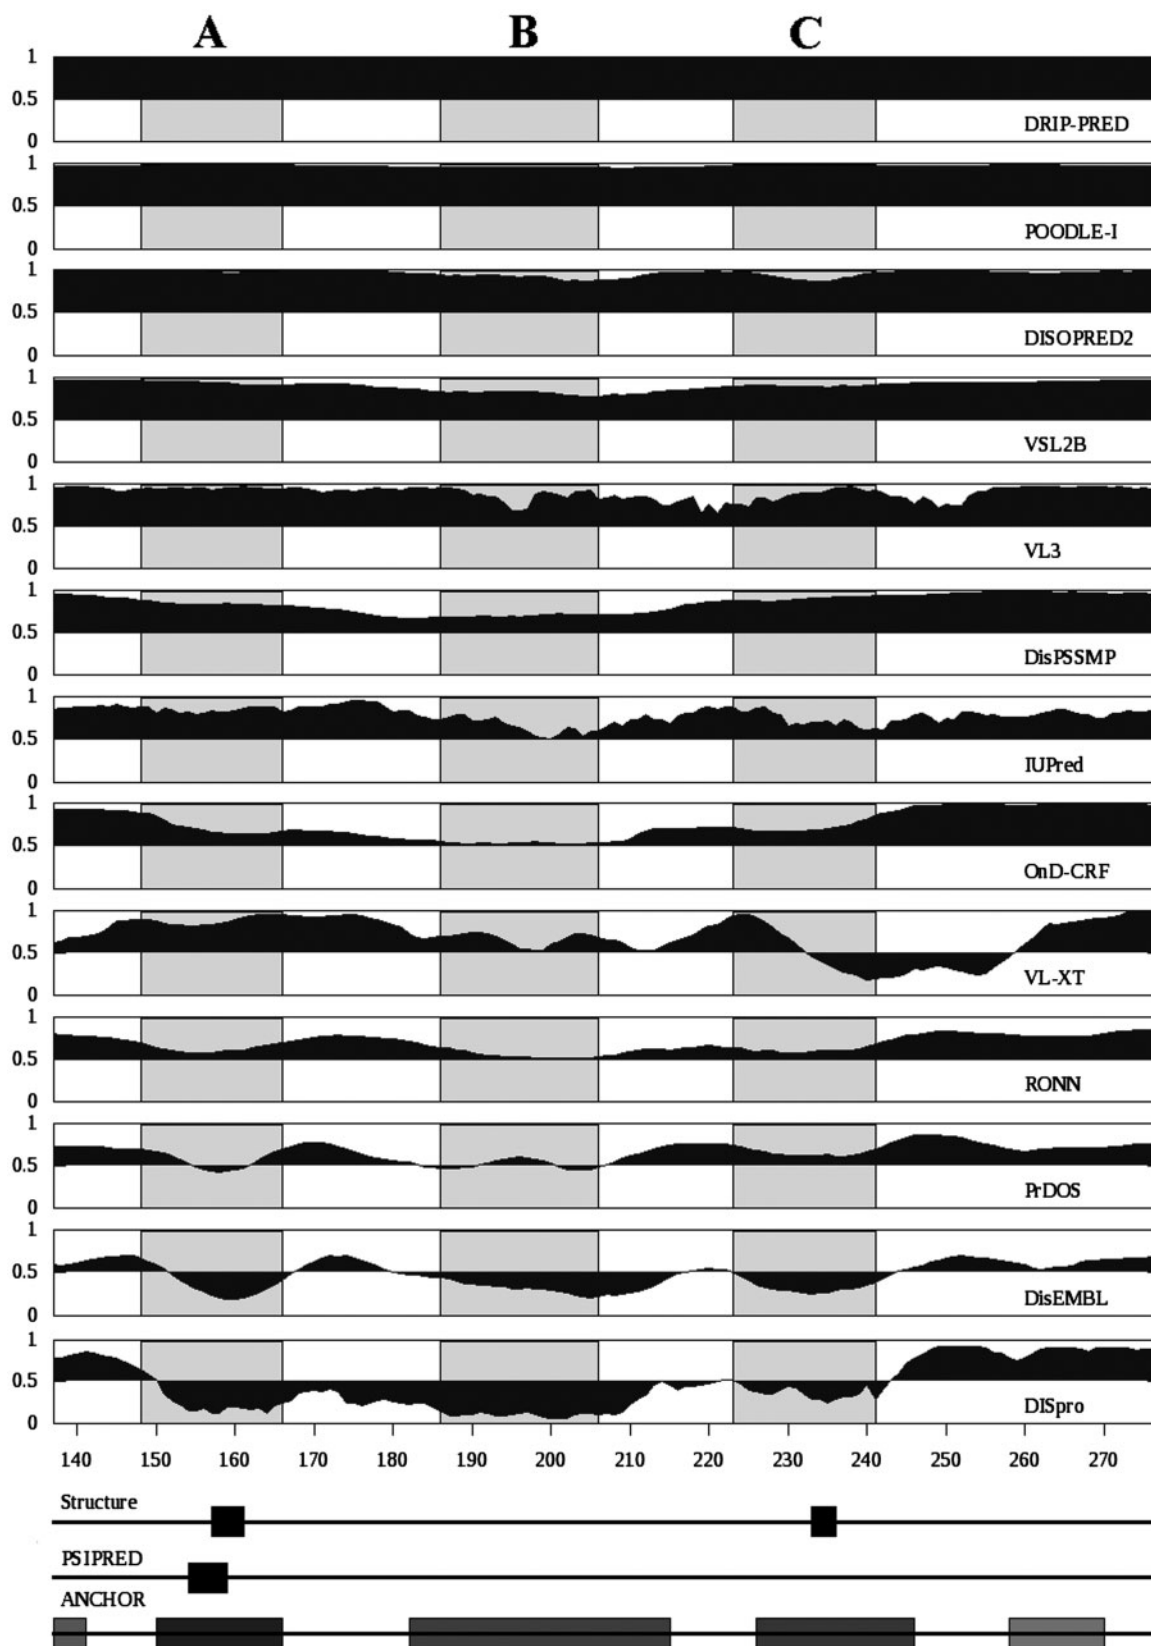 A B C
1
0.5
0
DRIP-PRED
1
0.5
0
POODLE-I
1
0.5
0
DISOPRED2
1
0.5
0
VSL2B
1
0.5
0
VL3
1
0.5
0
DisPSSMP
1
0.5
0
IUPred
1
0.5
0
OnD-CRF
1
0.5
0
VL-XT
1
0.5
0
RONN
1
0.5
0
PrDOS
1
0.5
0
DisEMBL
1
0.5
0
DISpro
140 150 160 170 180 190 200 210 220 230 240 250 260 270
Structure
PSIPRED
ANCHOR